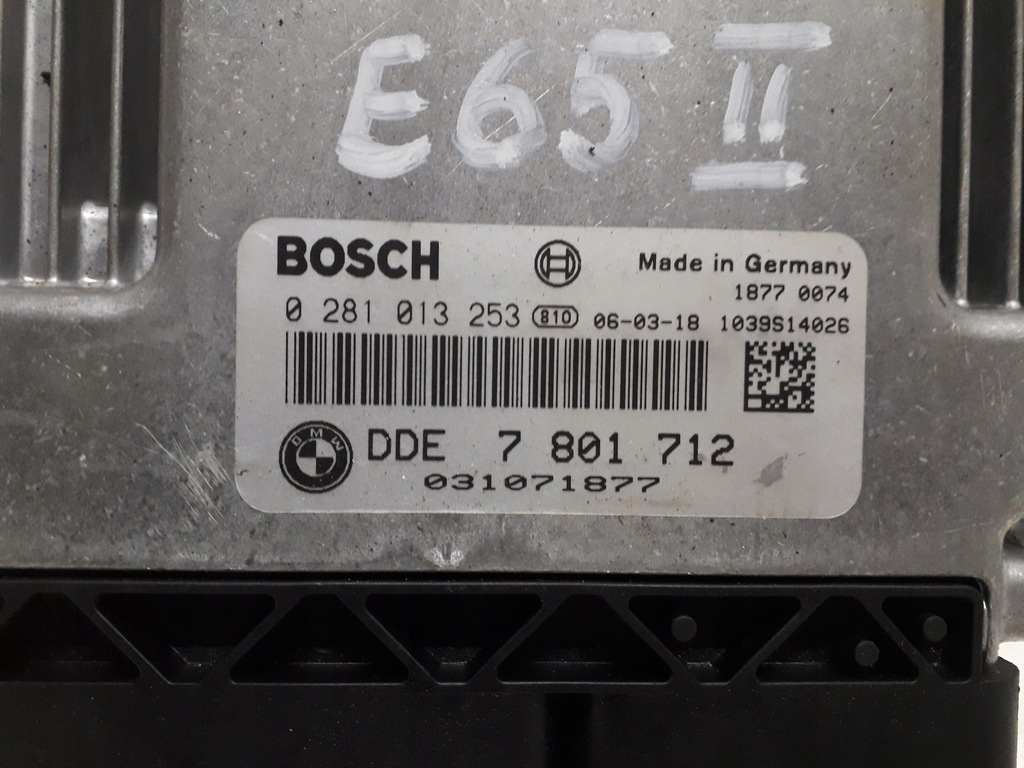 E65 II
BOSCH
Made in Germany
1877 0074
0 281 013 253 810 06-03-18 1039S14026
BMW DDE 7 801 712
031071877